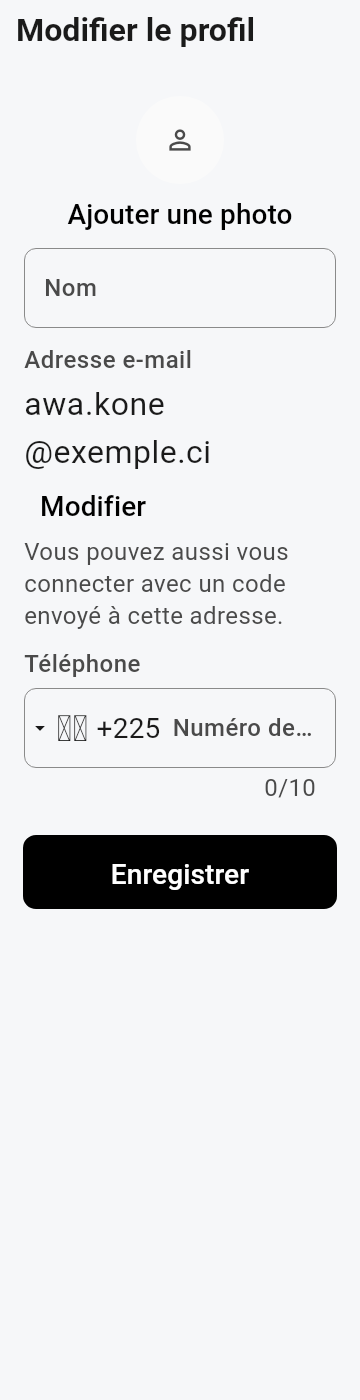 Modifier le profil
Ajouter une photo
Nom
Adresse e-mail
awa.kone
@exemple.ci
Modifier
Vous pouvez aussi vous
connecter avec un code
envoyé à cette adresse.
Téléphone
+225 Numéro de…
0/10
Enregistrer